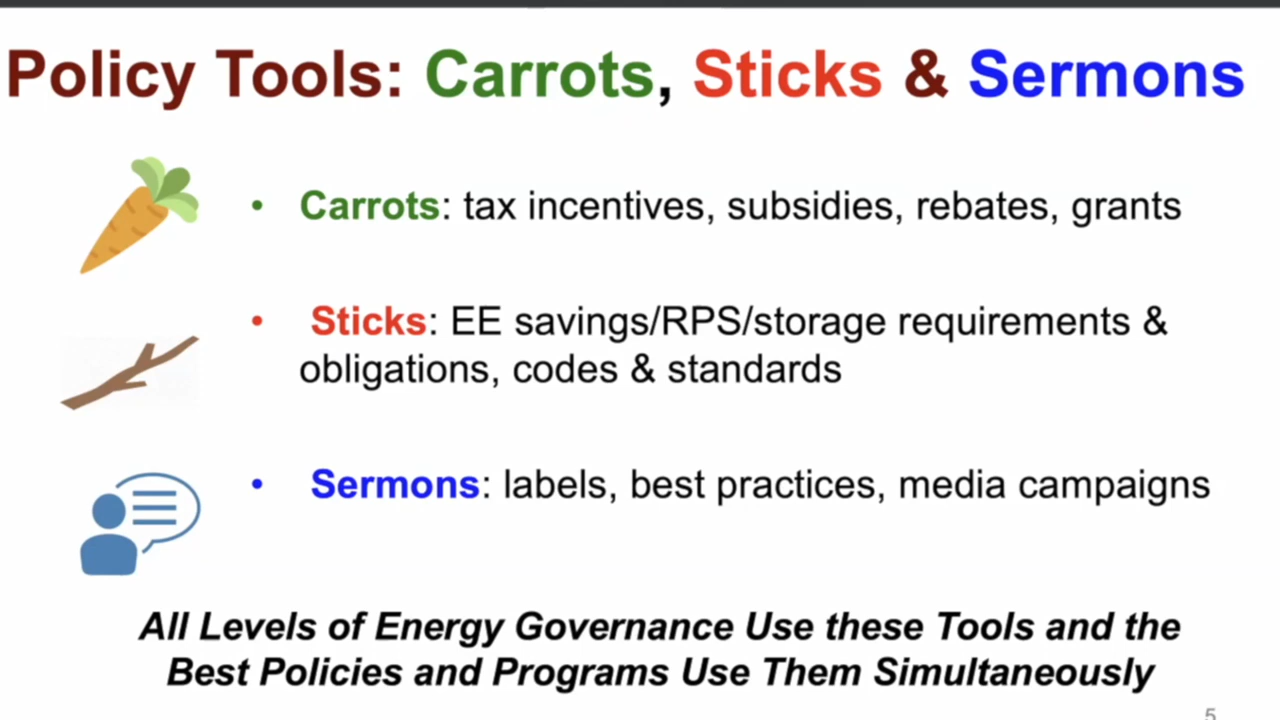 Policy Tools: Carrots, Sticks & Sermons
• Carrots: tax incentives, subsidies, rebates, grants
• Sticks: EE savings/RPS/storage requirements &
obligations, codes & standards
• Sermons: labels, best practices, media campaigns
All Levels of Energy Governance Use these Tools and the
Best Policies and Programs Use Them Simultaneously
5